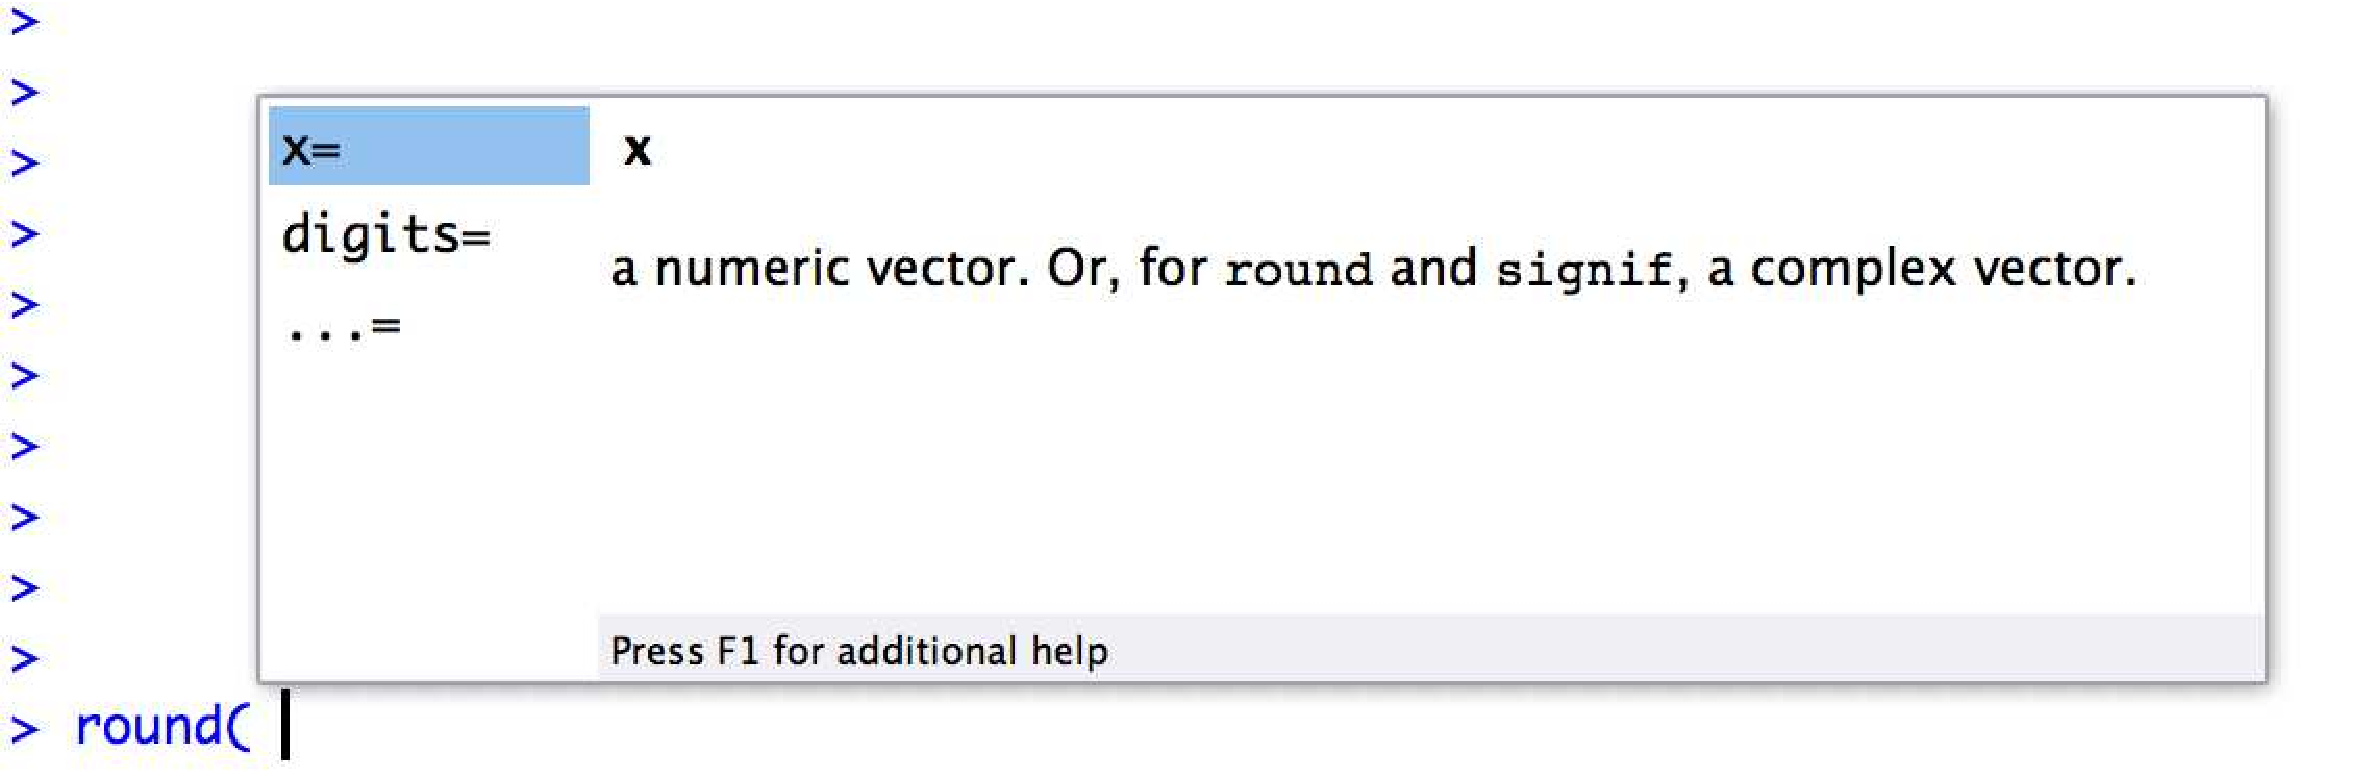 >
>
> x= x
> digits=
a numeric vector. Or, for round and signif, a complex vector.
> ...=
>
>
>
>
> Press F1 for additional help
> round(